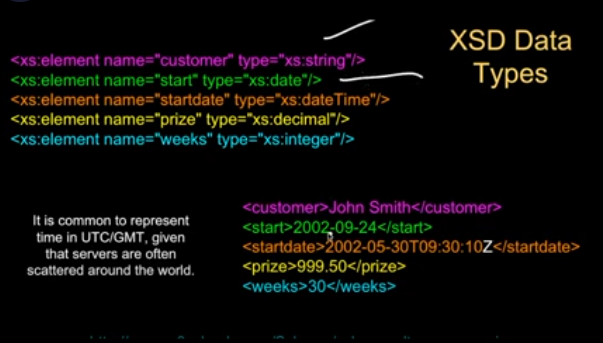 XSD Data
Types
<xs:element name="customer" type="xs:string"/>
<xs:element name="start" type="xs:date"/>
<xs:element name="startdate" type="xs:dateTime"/>
<xs:element name="prize" type="xs:decimal"/>
<xs:element name="weeks" type="xs:integer"/>
It is common to represent
time in UTC/GMT, given
that servers are often
scattered around the world.
<customer>John Smith</customer>
<start>2002-09-24</start>
<startdate>2002-05-30T09:30:10Z</startdate>
<prize>999.50</prize>
<weeks>30</weeks>